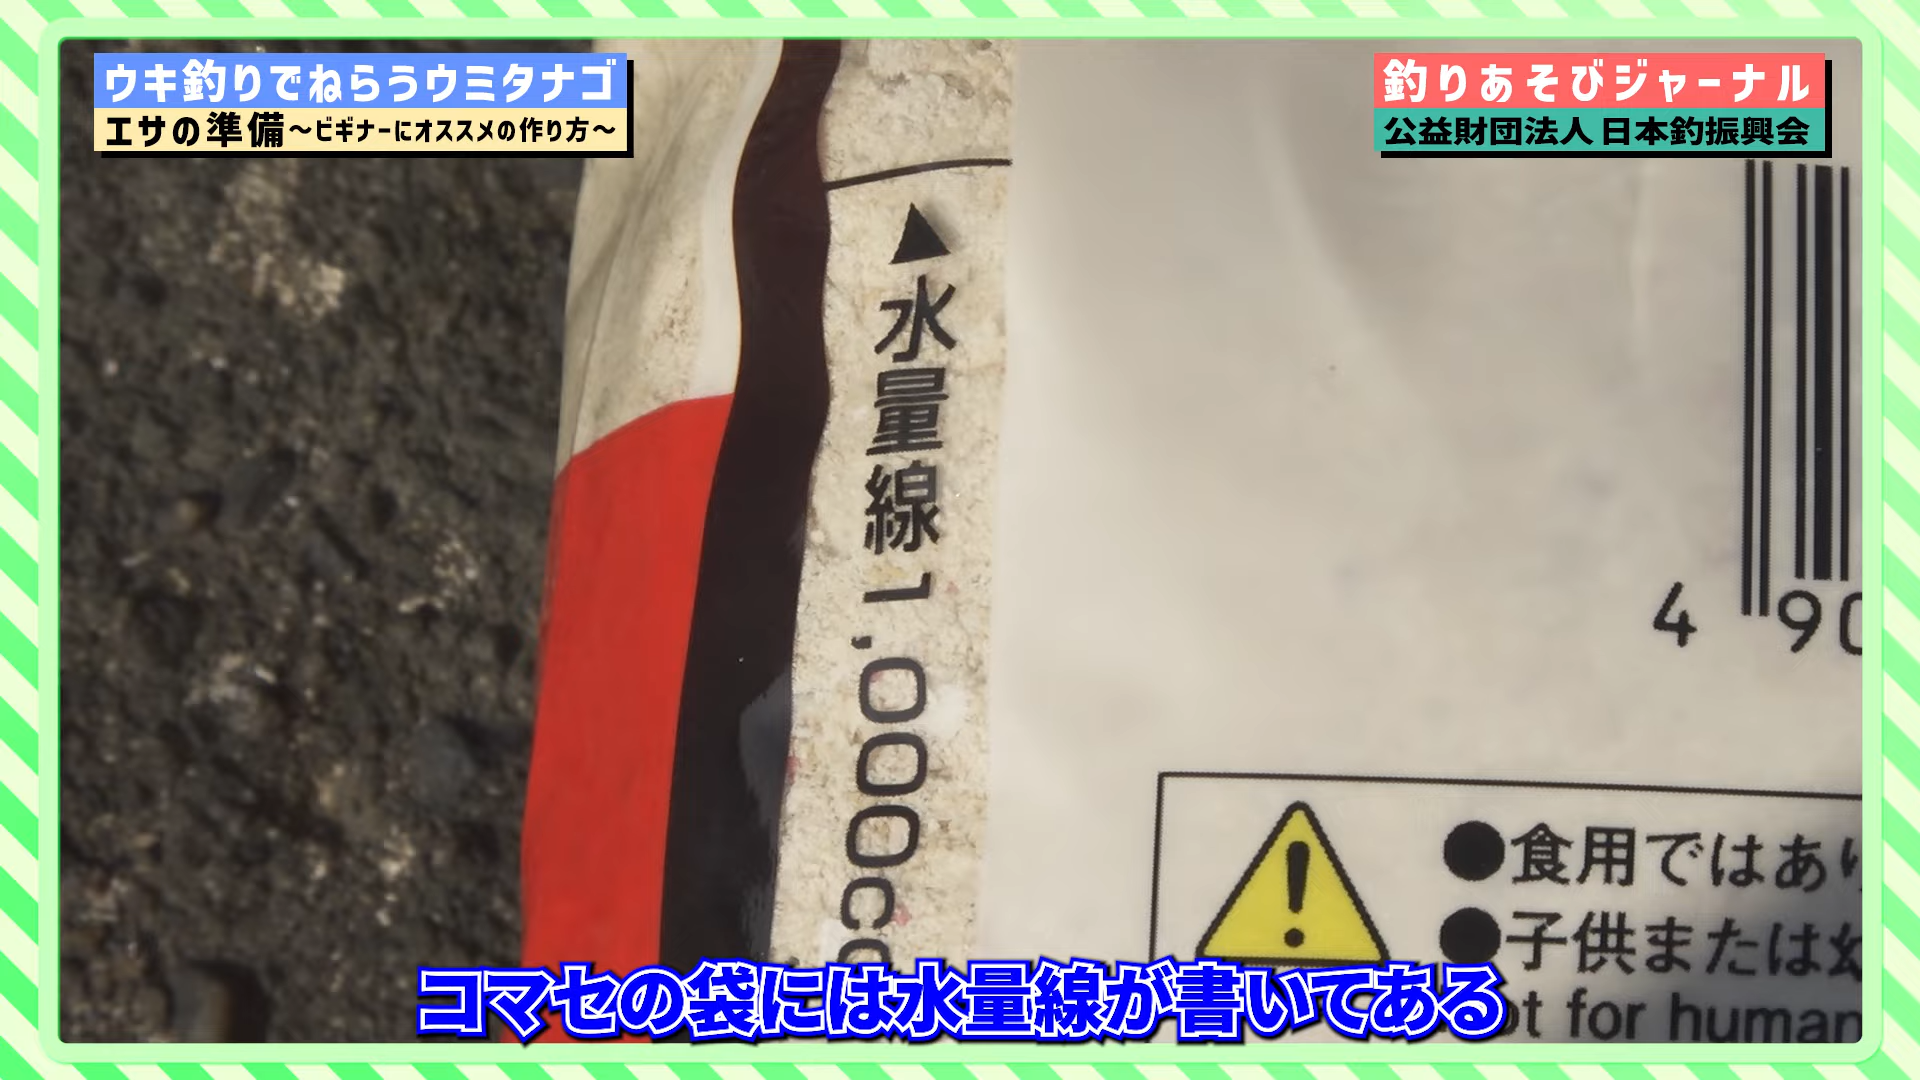 ウキ釣りでねらうウミタナゴ
エサの準備～ビギナーにオススメの作り方～
釣りあそびジャーナル
公益財団法人 日本釣振興会
▲水量線 1,000cc
4 90
●食用ではあり
●子供または幼
ot for human
コマセの袋には水量線が書いてある